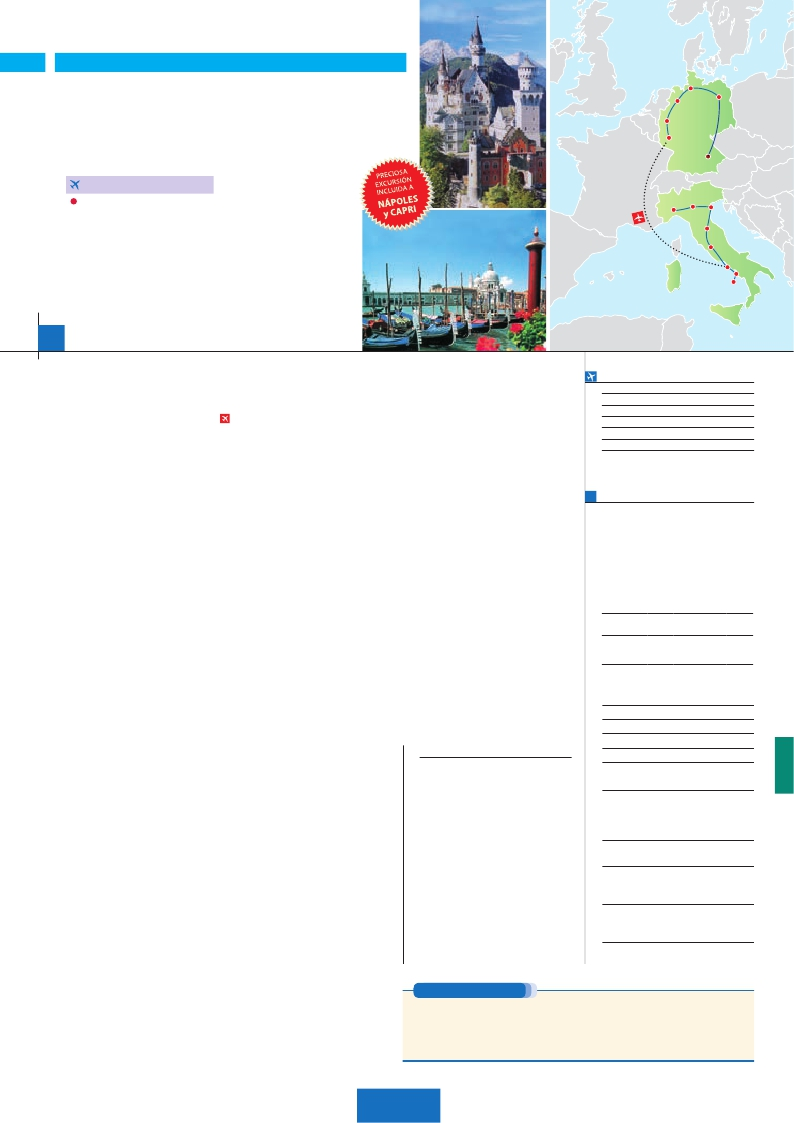 PRECIOSA
EXCURSIÓN
INCLUIDA A
NÁPOLES
y CAPRI